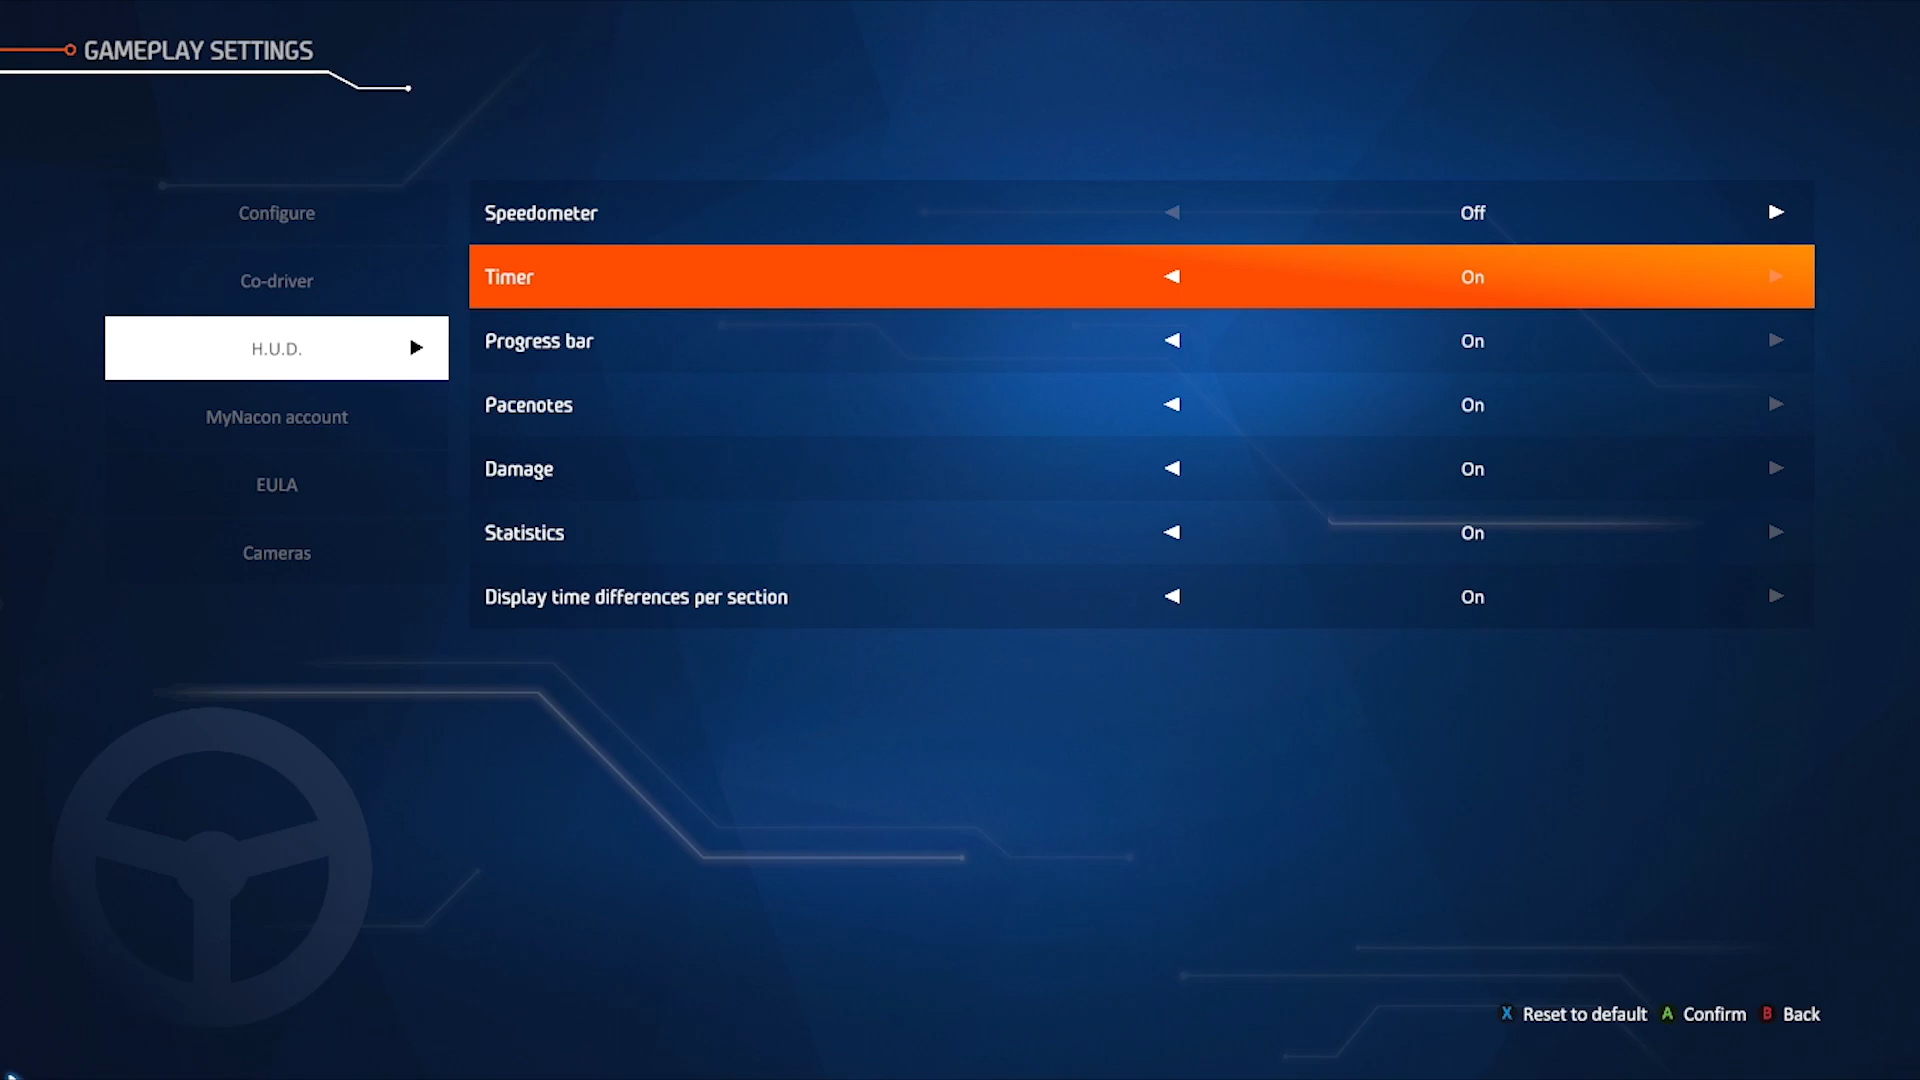 GAMEPLAY SETTINGS
Configure
Co-driver
H.U.D.
MyNacon account
EULA
Cameras
Speedometer Off
Timer On
Progress bar On
Pacenotes On
Damage On
Statistics On
Display time differences per section On
X Reset to default A Confirm B Back